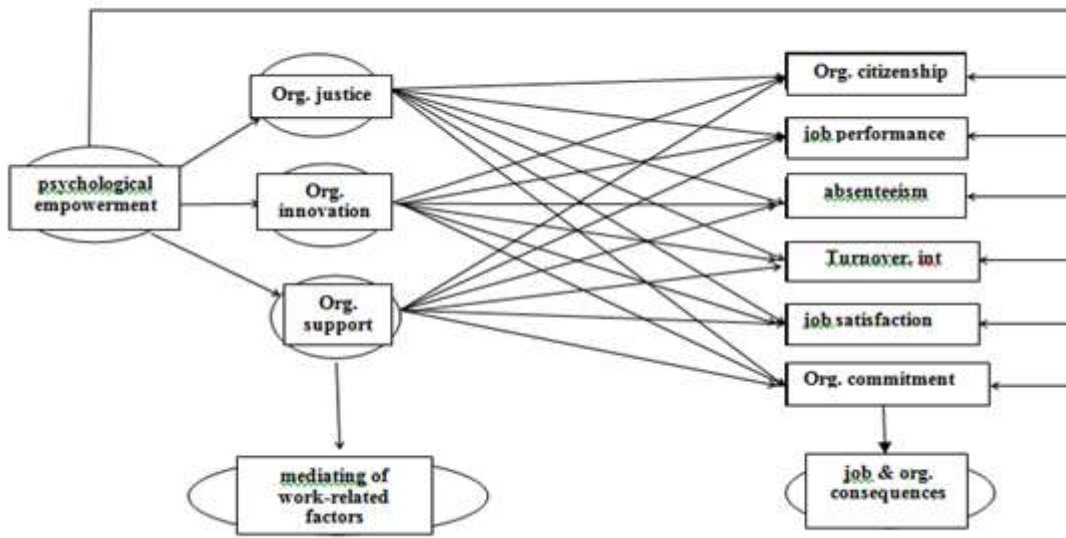 Org. justice
psychological
empowerment
Org.
innovation
Org.
support
mediating of
work-related
factors
Org. citizenship
job performance
absenteeism
Turnover, int
job satisfaction
Org. commitment
job & org.
consequences